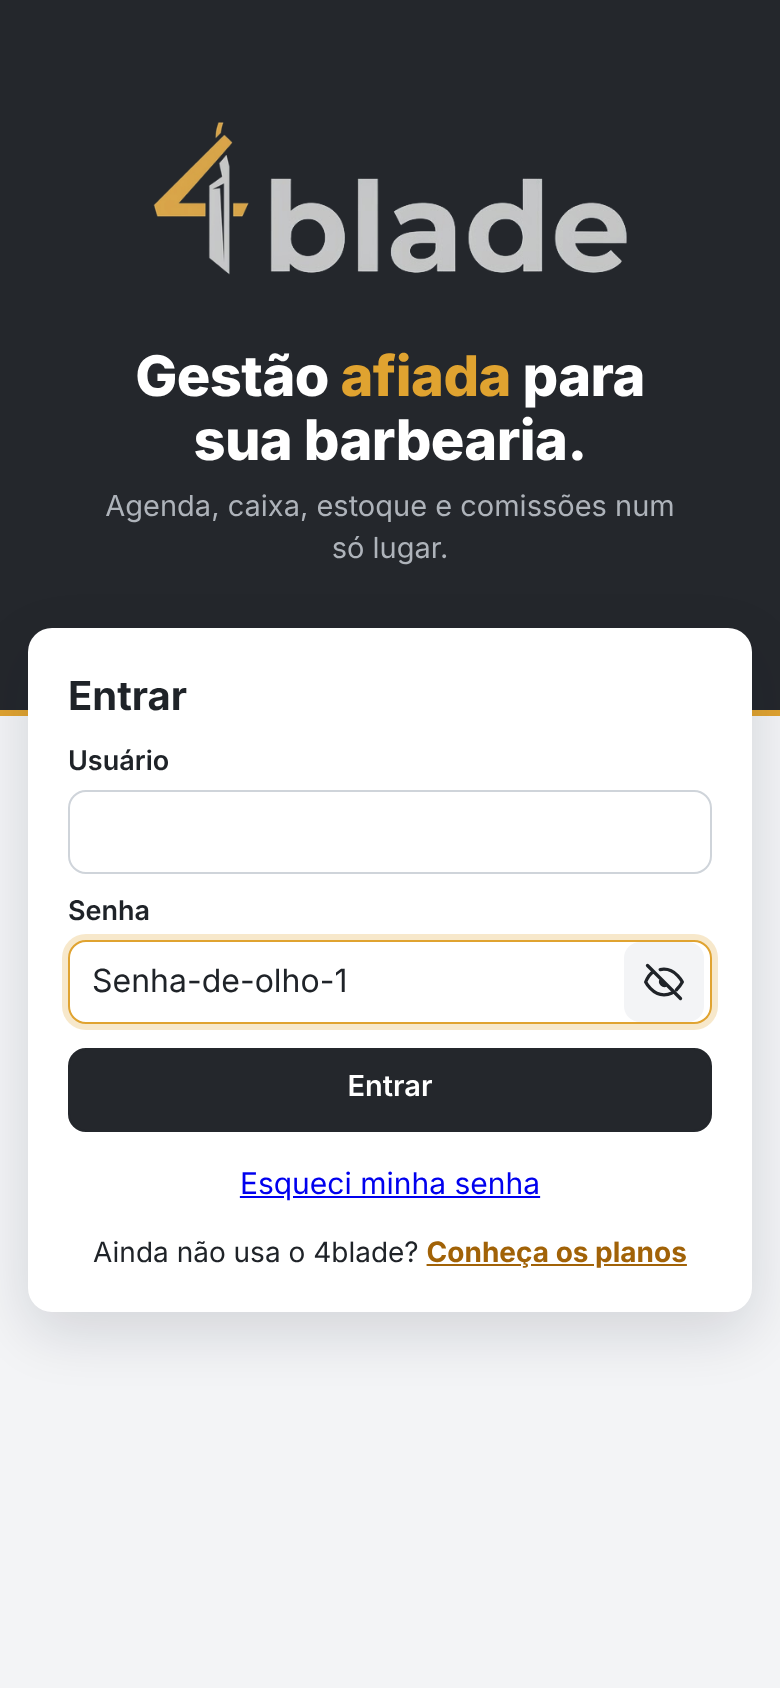 4blade
Gestão afiada para
sua barbearia.
Agenda, caixa, estoque e comissões num
só lugar.
Entrar
Usuário
Senha
Senha-de-olho-1
Entrar
Esqueci minha senha
Ainda não usa o 4blade? Conheça os planos